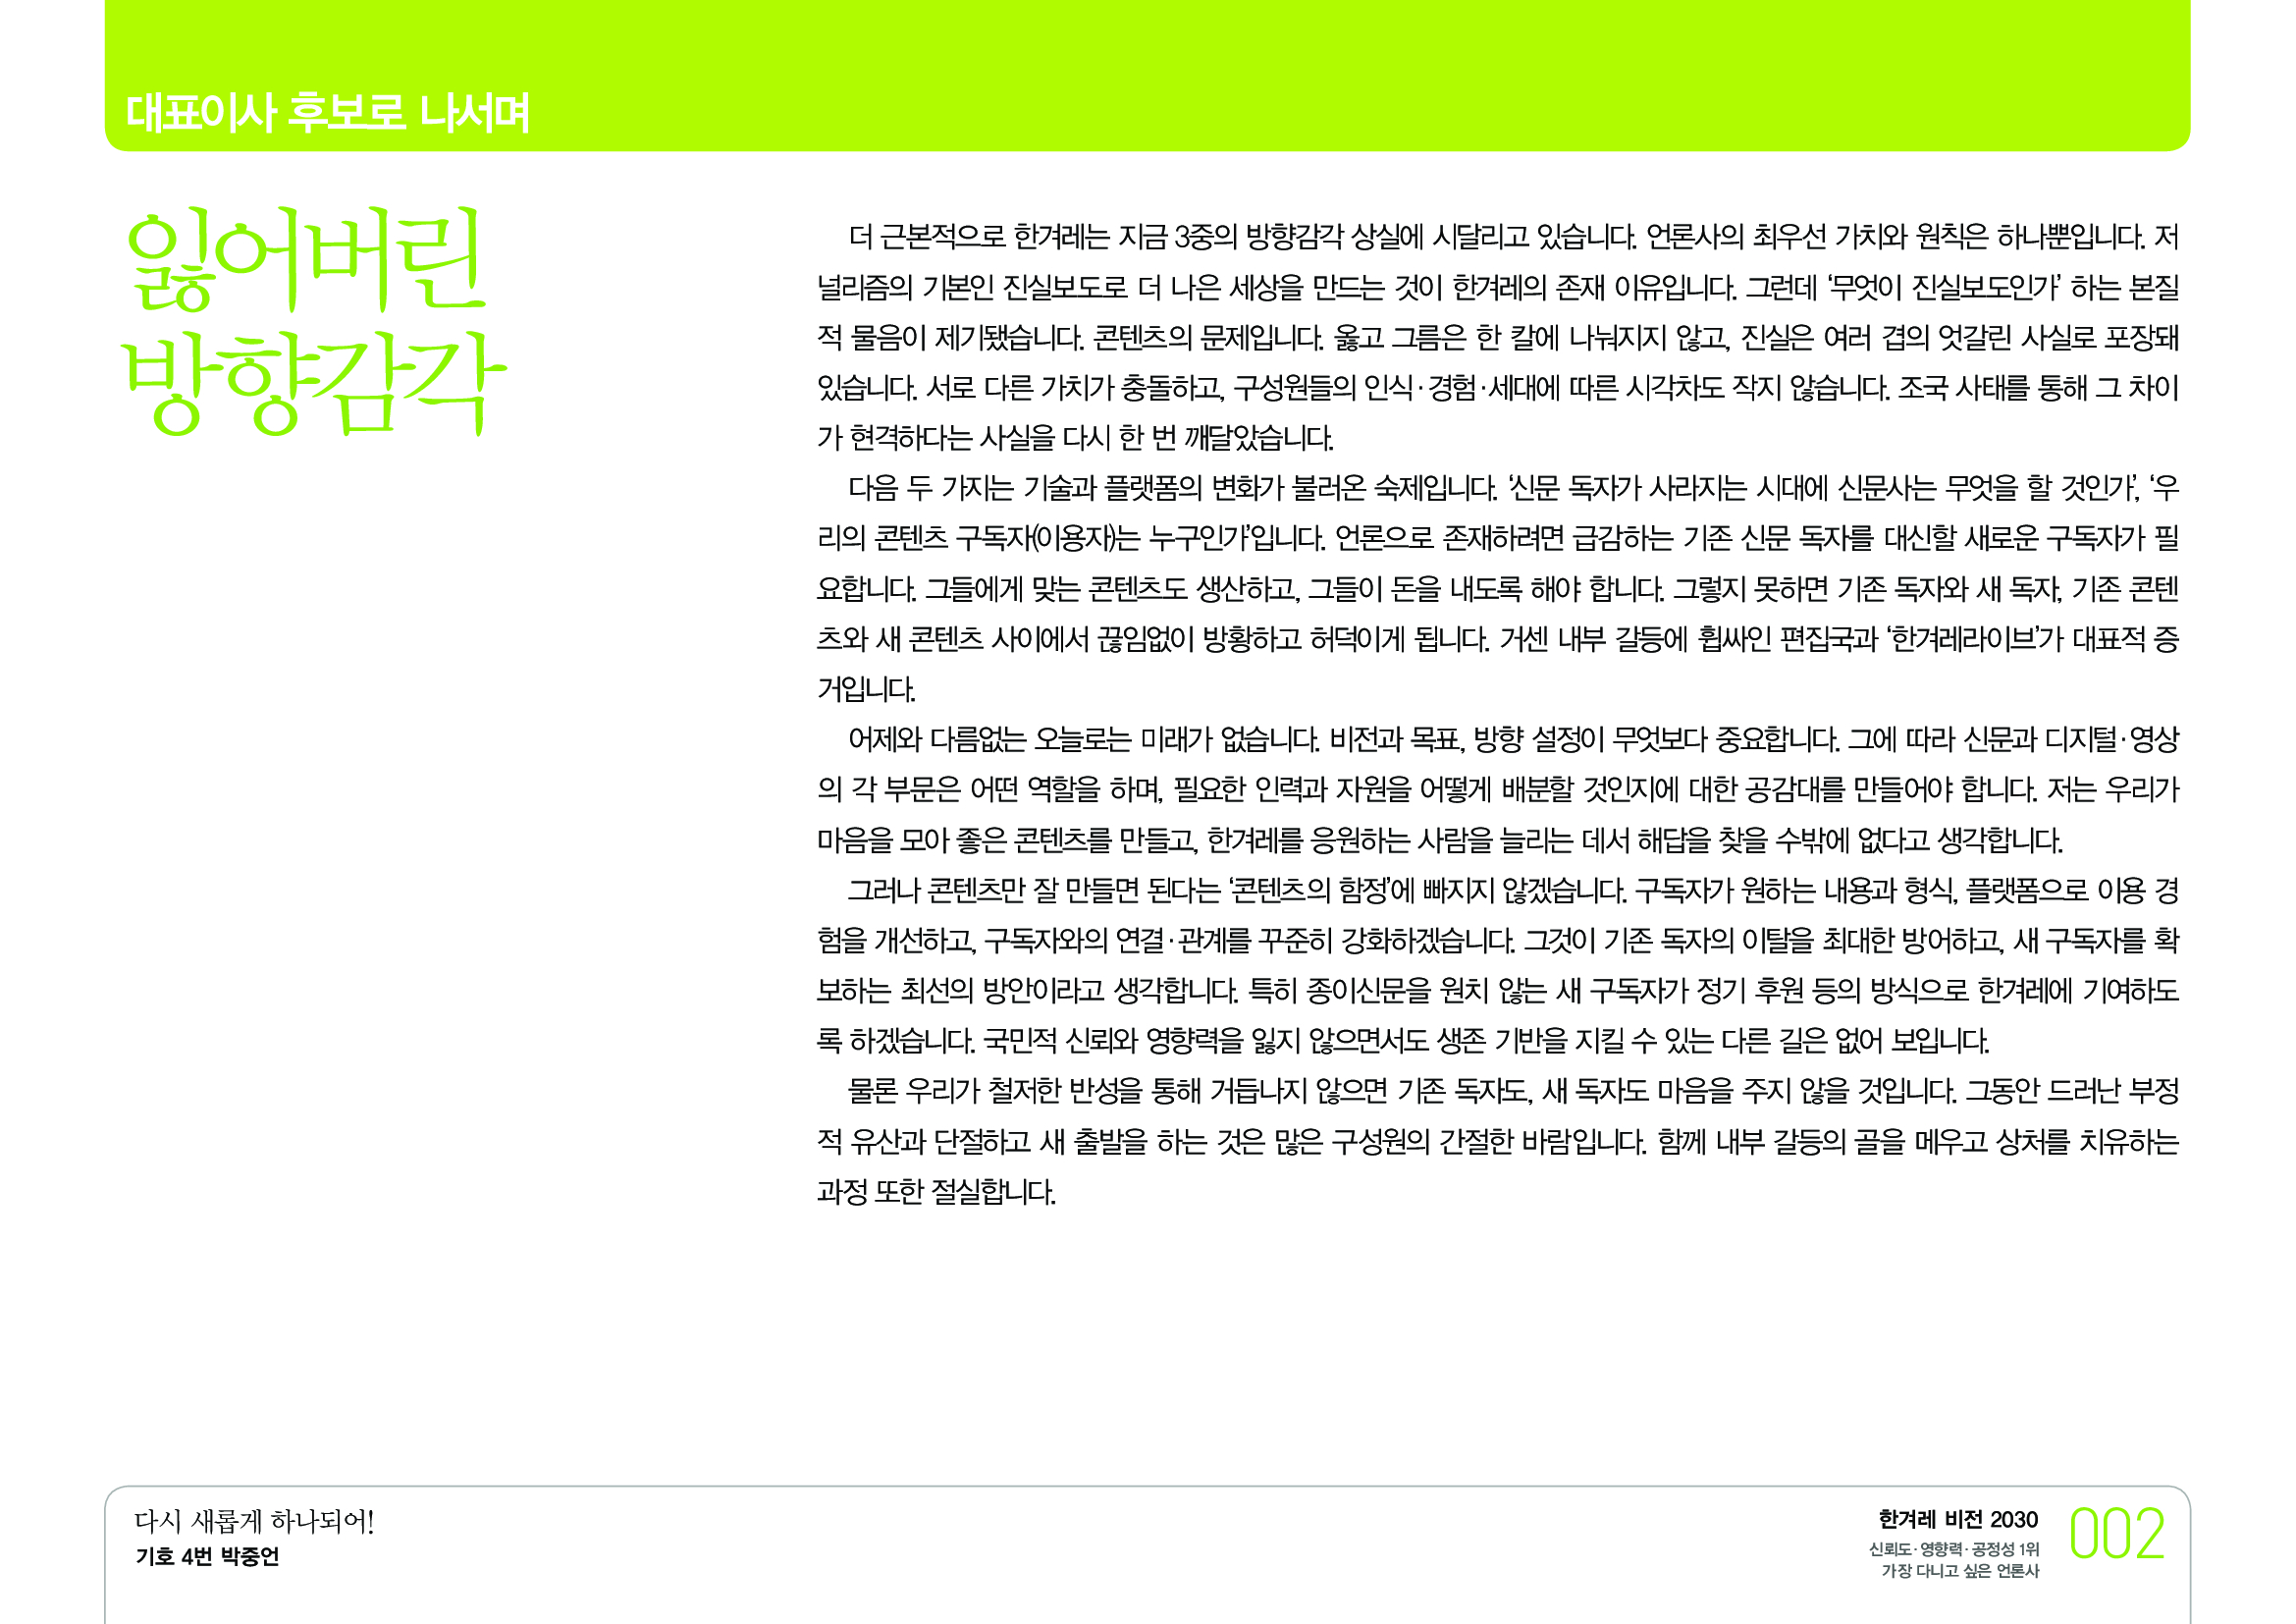 대표이사 후보로 나서며
잃어버린
방향감각
더 근본적으로 한겨레는 지금 3중의 방향감각 상실에 시달리고 있습니다. 언론사의 최우선 가치와 원칙은 하나뿐입니다. 저
널리즘의 기본인 진실보도로 더 나은 세상을 만드는 것이 한겨레의 존재 이유입니다. 그런데 ‘무엇이 진실보도인가’ 하는 본질
적 물음이 제기됐습니다. 콘텐츠의 문제입니다. 옳고 그름은 한 칼에 나눠지지 않고, 진실은 여러 겹의 엇갈린 사실로 포장돼
있습니다. 서로 다른 가치가 충돌하고, 구성원들의 인식·경험·세대에 따른 시각차도 작지 않습니다. 조국 사태를 통해 그 차이
가 현격하다는 사실을 다시 한 번 깨달았습니다.
다음 두 가지는 기술과 플랫폼의 변화가 불러온 숙제입니다. ‘신문 독자가 사라지는 시대에 신문사는 무엇을 할 것인가’, ‘우
리의 콘텐츠 구독자(이용자)는 누구인가’입니다. 언론으로 존재하려면 급감하는 기존 신문 독자를 대신할 새로운 구독자가 필
요합니다. 그들에게 맞는 콘텐츠도 생산하고, 그들이 돈을 내도록 해야 합니다. 그렇지 못하면 기존 독자와 새 독자, 기존 콘텐
츠와 새 콘텐츠 사이에서 끊임없이 방황하고 허덕이게 됩니다. 거센 내부 갈등에 휩싸인 편집국과 ‘한겨레라이브’가 대표적 증
거입니다.
어제와 다름없는 오늘로는 미래가 없습니다. 비전과 목표, 방향 설정이 무엇보다 중요합니다. 그에 따라 신문과 디지털·영상
의 각 부문은 어떤 역할을 하며, 필요한 인력과 자원을 어떻게 배분할 것인지에 대한 공감대를 만들어야 합니다. 저는 우리가
마음을 모아 좋은 콘텐츠를 만들고, 한겨레를 응원하는 사람을 늘리는 데서 해답을 찾을 수밖에 없다고 생각합니다.
그러나 콘텐츠만 잘 만들면 된다는 ‘콘텐츠의 함정’에 빠지지 않겠습니다. 구독자가 원하는 내용과 형식, 플랫폼으로 이용 경
험을 개선하고, 구독자와의 연결·관계를 꾸준히 강화하겠습니다. 그것이 기존 독자의 이탈을 최대한 방어하고, 새 구독자를 확
보하는 최선의 방안이라고 생각합니다. 특히 종이신문을 원치 않는 새 구독자가 정기 후원 등의 방식으로 한겨레에 기여하도
록 하겠습니다. 국민적 신뢰와 영향력을 잃지 않으면서도 생존 기반을 지킬 수 있는 다른 길은 없어 보입니다.
물론 우리가 철저한 반성을 통해 거듭나지 않으면 기존 독자도, 새 독자도 마음을 주지 않을 것입니다. 그동안 드러난 부정
적 유산과 단절하고 새 출발을 하는 것은 많은 구성원의 간절한 바람입니다. 함께 내부 갈등의 골을 메우고 상처를 치유하는
과정 또한 절실합니다.
다시 새롭게 하나되어!
기호 4번 박중언
한겨레 비전 2030
신뢰도·영향력·공정성 1위
가장 다니고 싶은 언론사
002